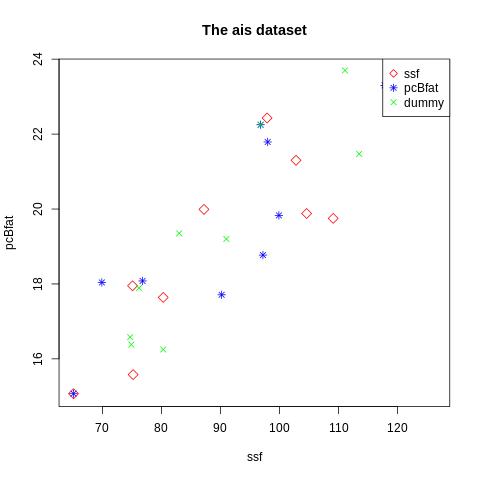 The ais dataset
ssf
pcBfat
dummy
24
22
20
18
16
pcBfat
70
80
90
100
110
120
ssf